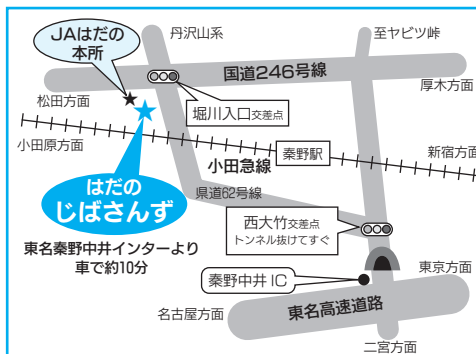 JAはだの
本所
丹沢山系
至ヤビツ峠
国道246号線
松田方面
厚木方面
堀川入口交差点
小田原方面
小田急線
秦野駅
新宿方面
はだの
じばさんず
県道62号線
西大竹交差点
トンネル抜けてすぐ
東名秦野中井インターより
車で約10分
秦野中井IC
東京方面
名古屋方面
東名高速道路
二宮方面